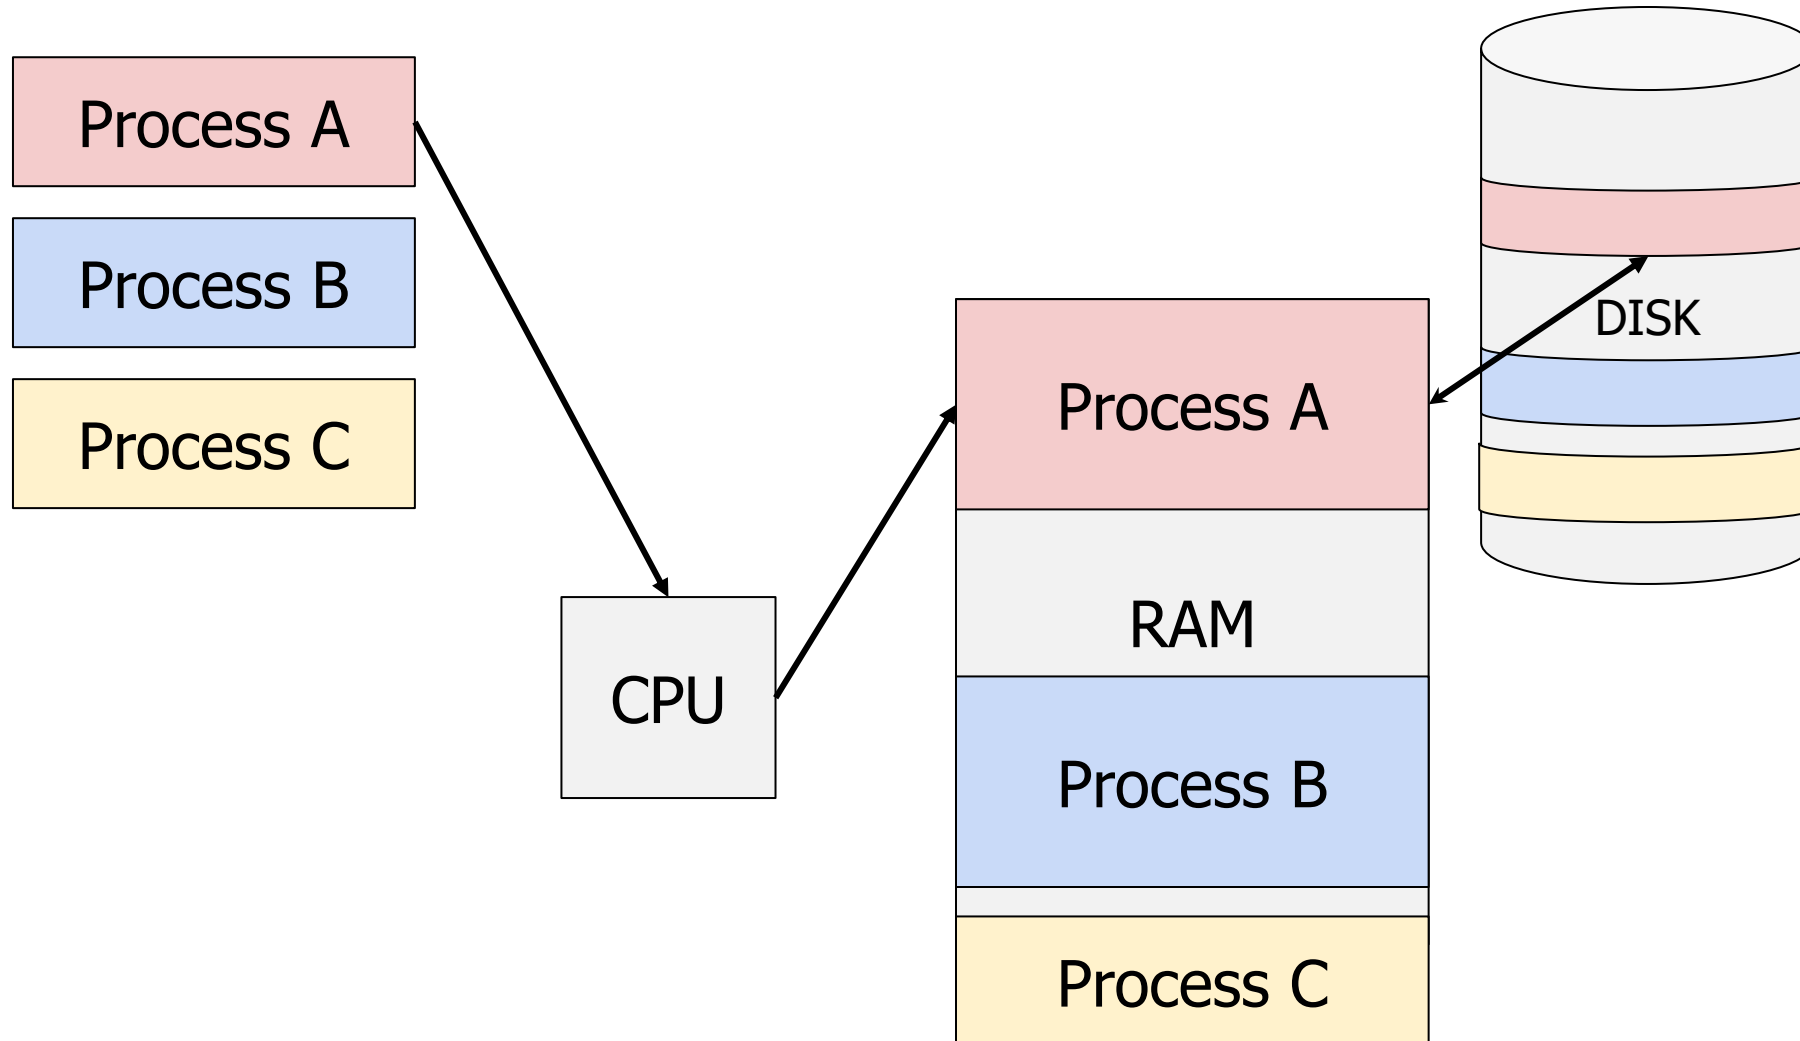 Process A
Process B
Process C
CPU
Process A
RAM
Process B
Process C
DISK